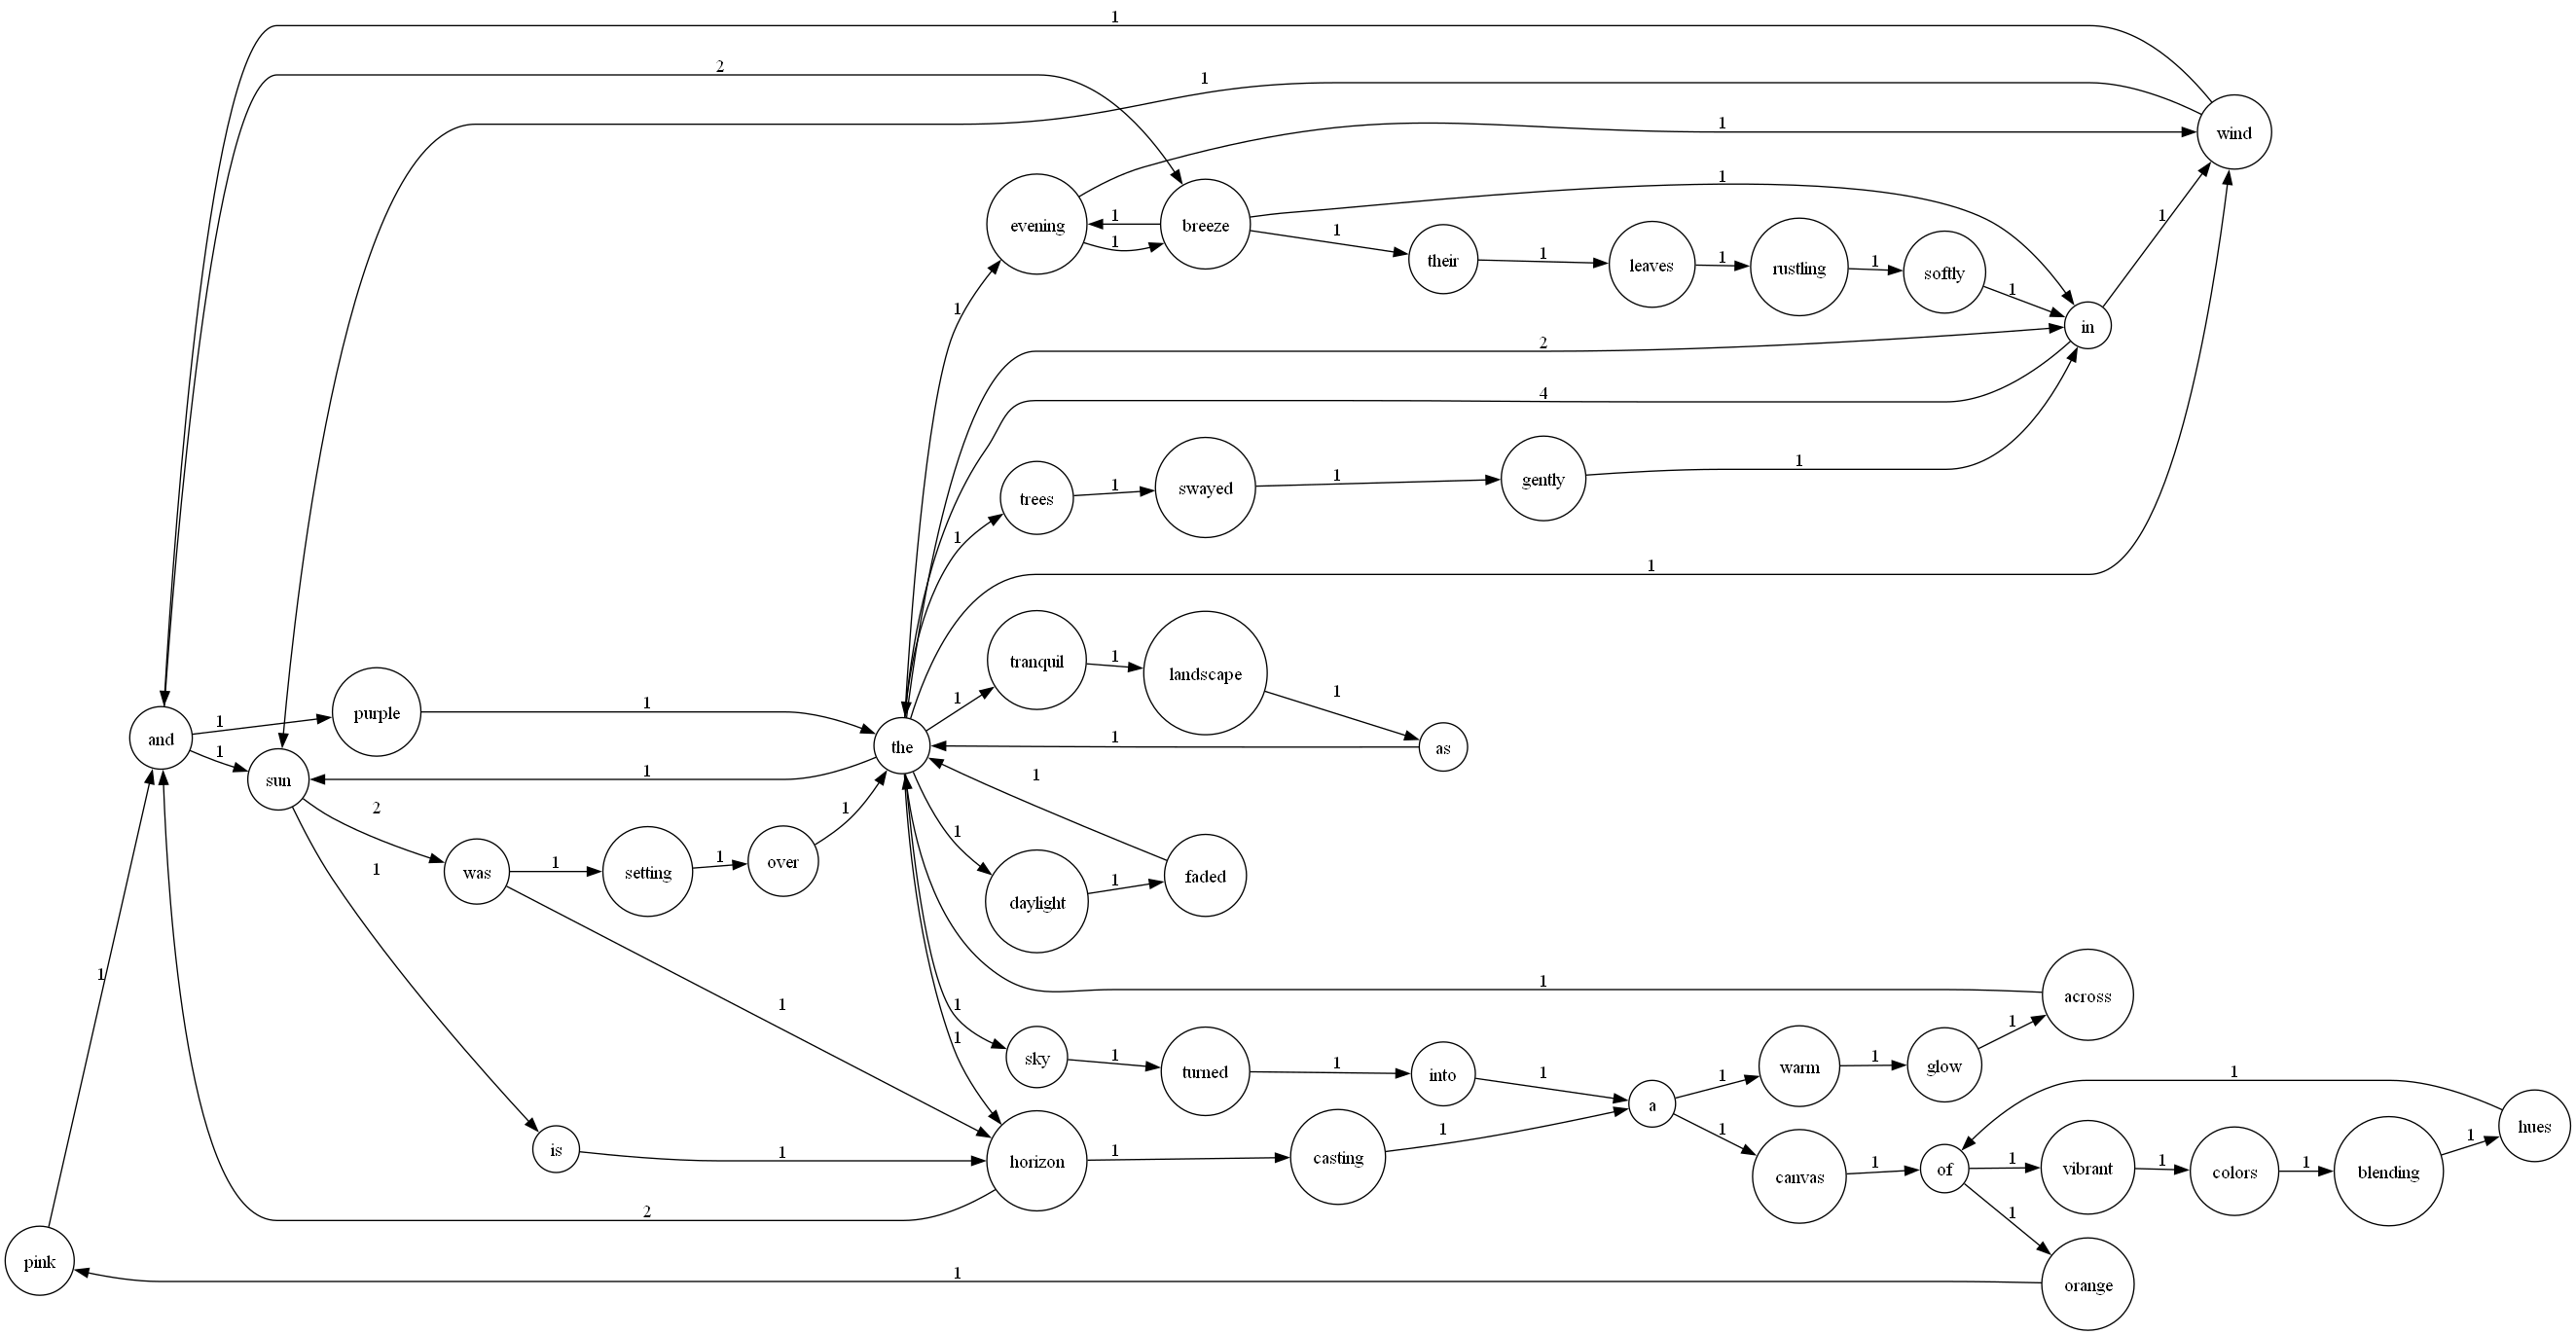 1
2
1
wind
1
evening
1
1
breeze
1
1
their
1
leaves
1
rustling
1
softly
1
in
1
1
2
4
trees
1
swayed
1
gently
1
1
1
tranquil
1
landscape
1
as
1
1
and
1
purple
1
the
1
sun
1
2
1
was
1
setting
1
over
1
1
daylight
1
faded
1
1
1
is
1
1
1
sky
1
turned
1
into
1
1
across
1
horizon
1
casting
1
a
1
warm
1
glow
1
1
canvas
1
of
1
vibrant
1
colors
1
blending
1
hues
1
2
1
pink
1
1
orange